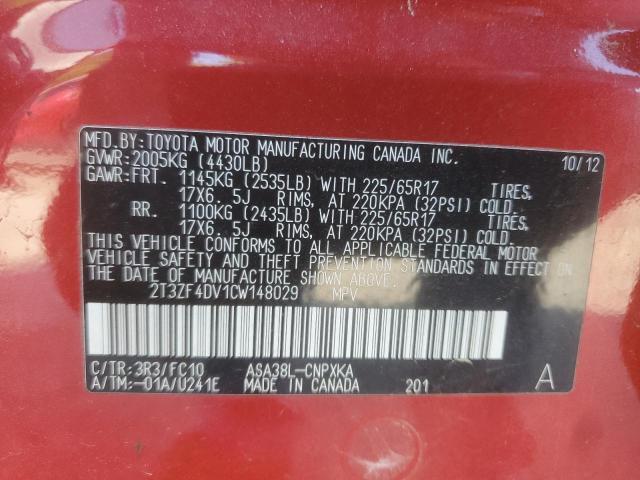 MFD.BY:TOYOTA MOTOR MANUFACTURING CANADA INC.
GVWR:2005KG (4430LB) 10/12
GAWR:FRT. 1145KG (2535LB) WITH 225/65R17 TIRES,
17X6.5J RIMS, AT 220KPA (32PSI) COLD.
RR. 1100KG (2435LB) WITH 225/65R17 TIRES,
17X6.5J RIMS, AT 220KPA (32PSI) COLD.
THIS VEHICLE CONFORMS TO ALL APPLICABLE FEDERAL MOTOR
VEHICLE SAFETY AND THEFT PREVENTION STANDARDS IN EFFECT ON
THE DATE OF MANUFACTURE SHOWN ABOVE.
2T3ZF4DV1CW148029 MPV
C/TR:3R3/FC10 ASA38L-CNPXKA
A/TM:-01A/U241E MADE IN CANADA 201 A